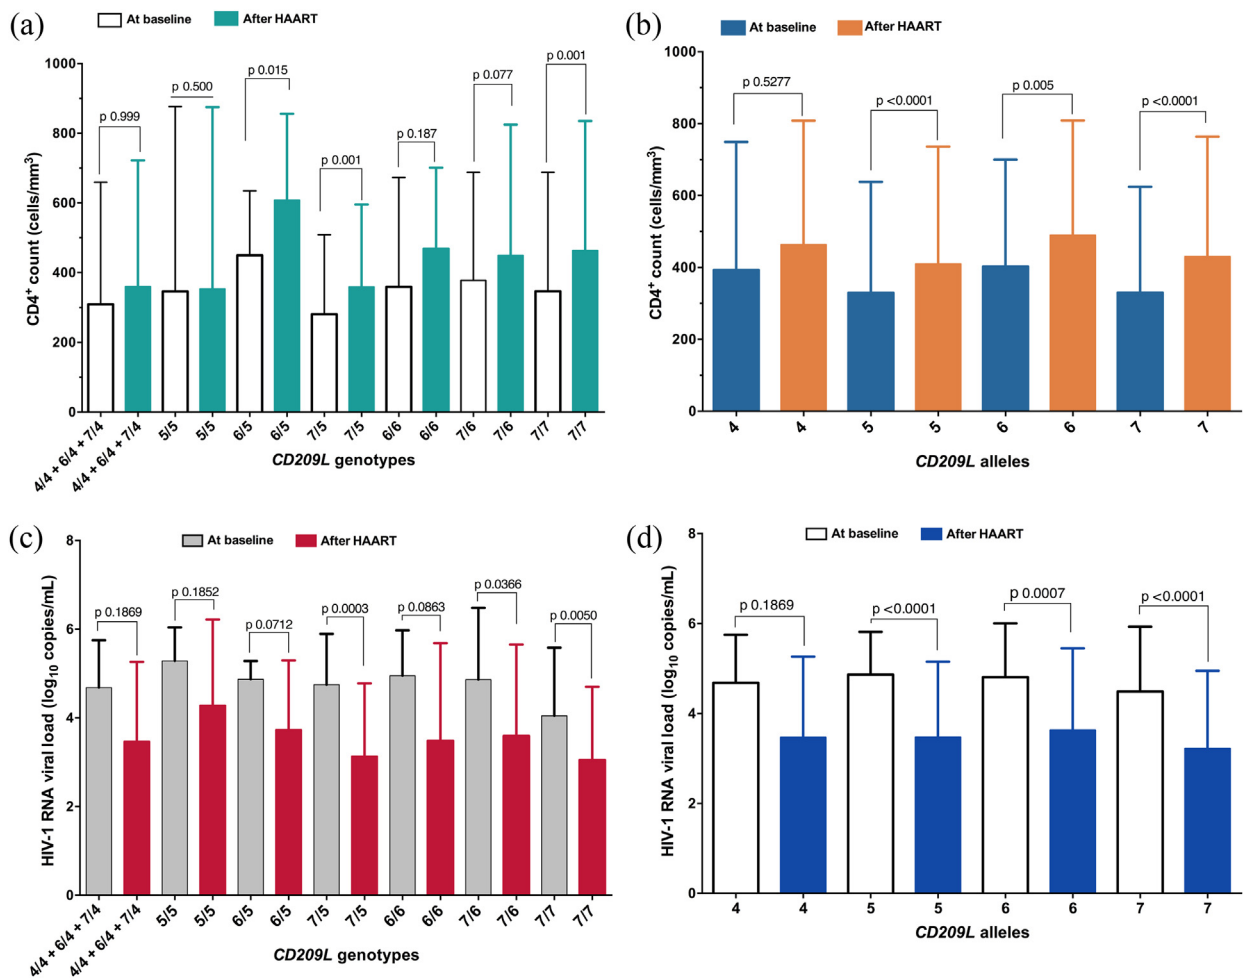 (a)
At baseline
After HAART
1000
800
600
400
200
0
CD4+ count (cells/mm3)
p 0.999
p 0.500
p 0.015
p 0.001
p 0.187
p 0.077
p 0.001
4/4 + 6/4 + 7/4
4/4 + 6/4 + 7/4
5/5
5/5
6/5
6/5
7/5
7/5
6/6
6/6
7/6
7/6
7/7
7/7
CD209L genotypes
(b)
At baseline
After HAART
1000
800
600
400
200
0
CD4+ count (cells/mm3)
p 0.5277
p <0.0001
p 0.005
p <0.0001
4
4
5
5
6
6
7
7
CD209L alleles
(c)
At baseline
After HAART
8
6
4
2
0
HIV-1 RNA viral load (log10 copies/mL)
p 0.1869
p 0.1852
p 0.0712
p 0.0003
p 0.0863
p 0.0366
p 0.0050
4/4 + 6/4 + 7/4
4/4 + 6/4 + 7/4
5/5
5/5
6/5
6/5
7/5
7/5
6/6
6/6
7/6
7/6
7/7
7/7
CD209L genotypes
(d)
At baseline
After HAART
8
6
4
2
0
HIV-1 RNA viral load (log10 copies/mL)
p 0.1869
p <0.0001
p 0.0007
p <0.0001
4
4
5
5
6
6
7
7
CD209L alleles